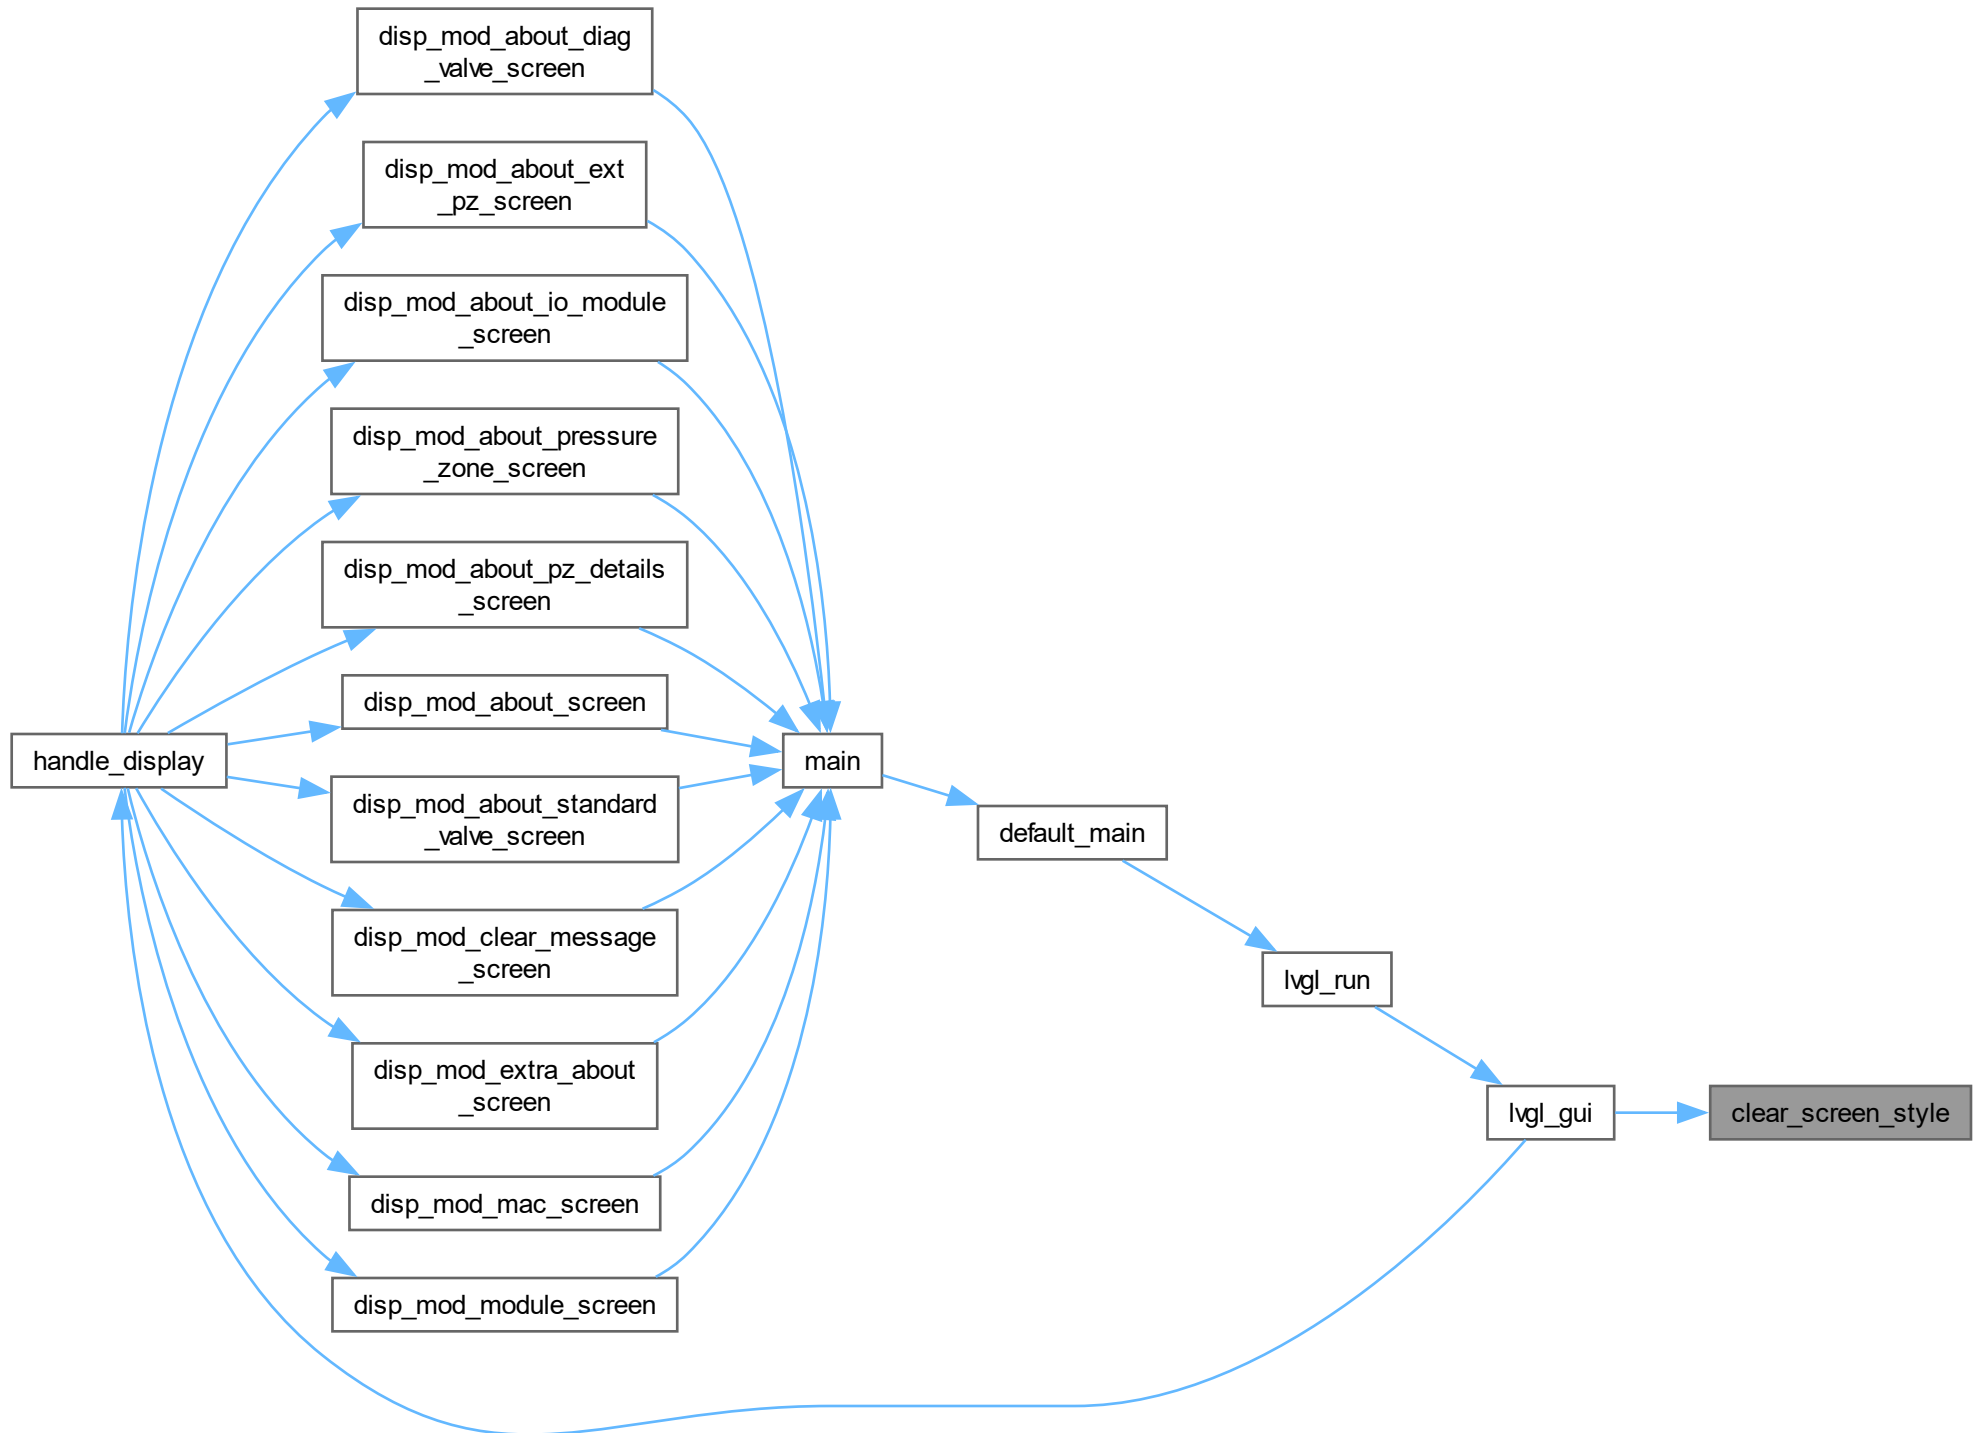 disp_mod_about_diag
_valve_screen
disp_mod_about_ext
_pz_screen
disp_mod_about_io_module
_screen
disp_mod_about_pressure
_zone_screen
disp_mod_about_pz_details
_screen
disp_mod_about_screen
handle_display
main
disp_mod_about_standard
_valve_screen
default_main
disp_mod_clear_message
_screen
lvgl_run
disp_mod_extra_about
_screen
lvgl_gui
clear_screen_style
disp_mod_mac_screen
disp_mod_module_screen